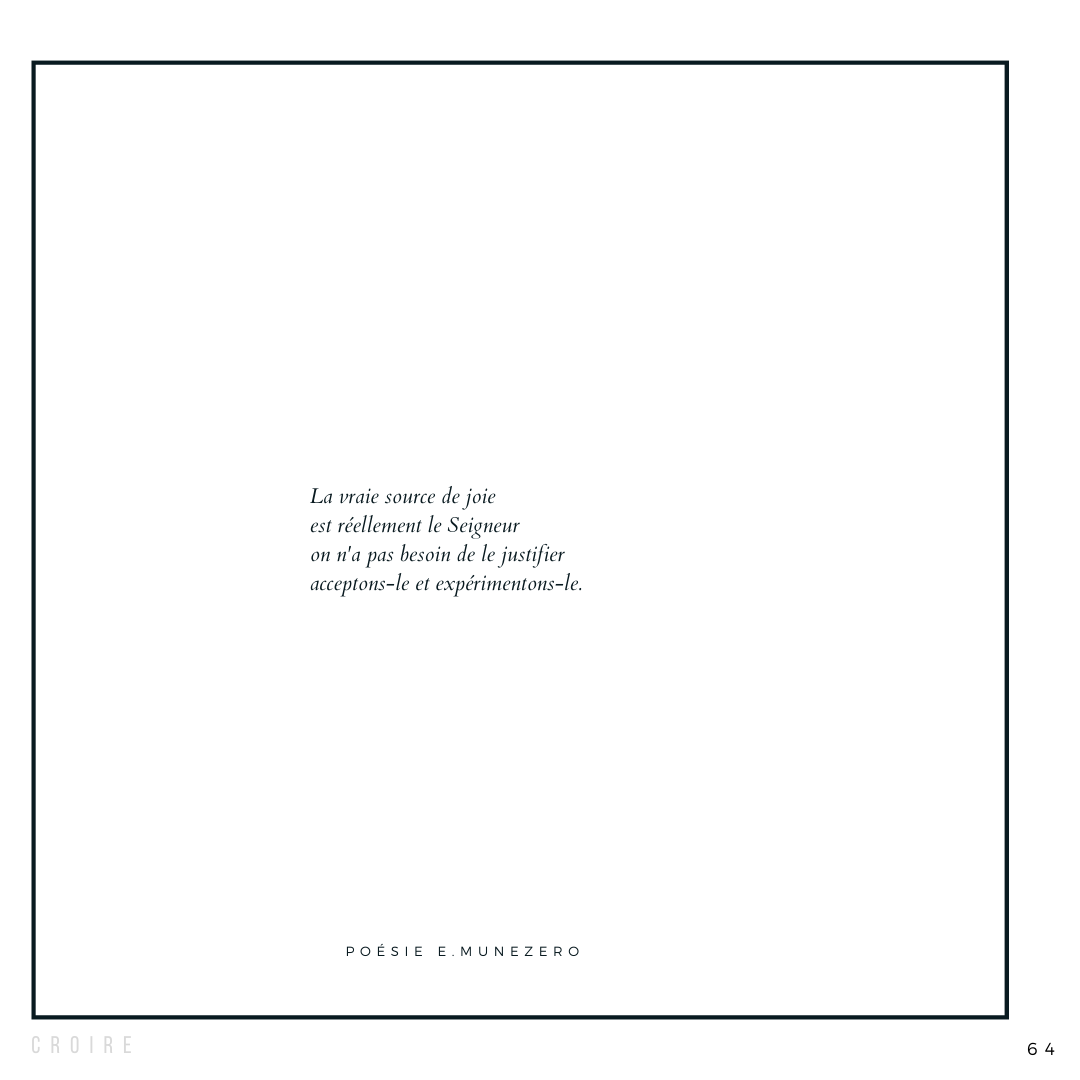 La vraie source de joie
est réellement le Seigneur
on n'a pas besoin de le justifier
acceptons-le et expérimentons-le.
POÉSIE E.MUNEZERO
CROIRE
64